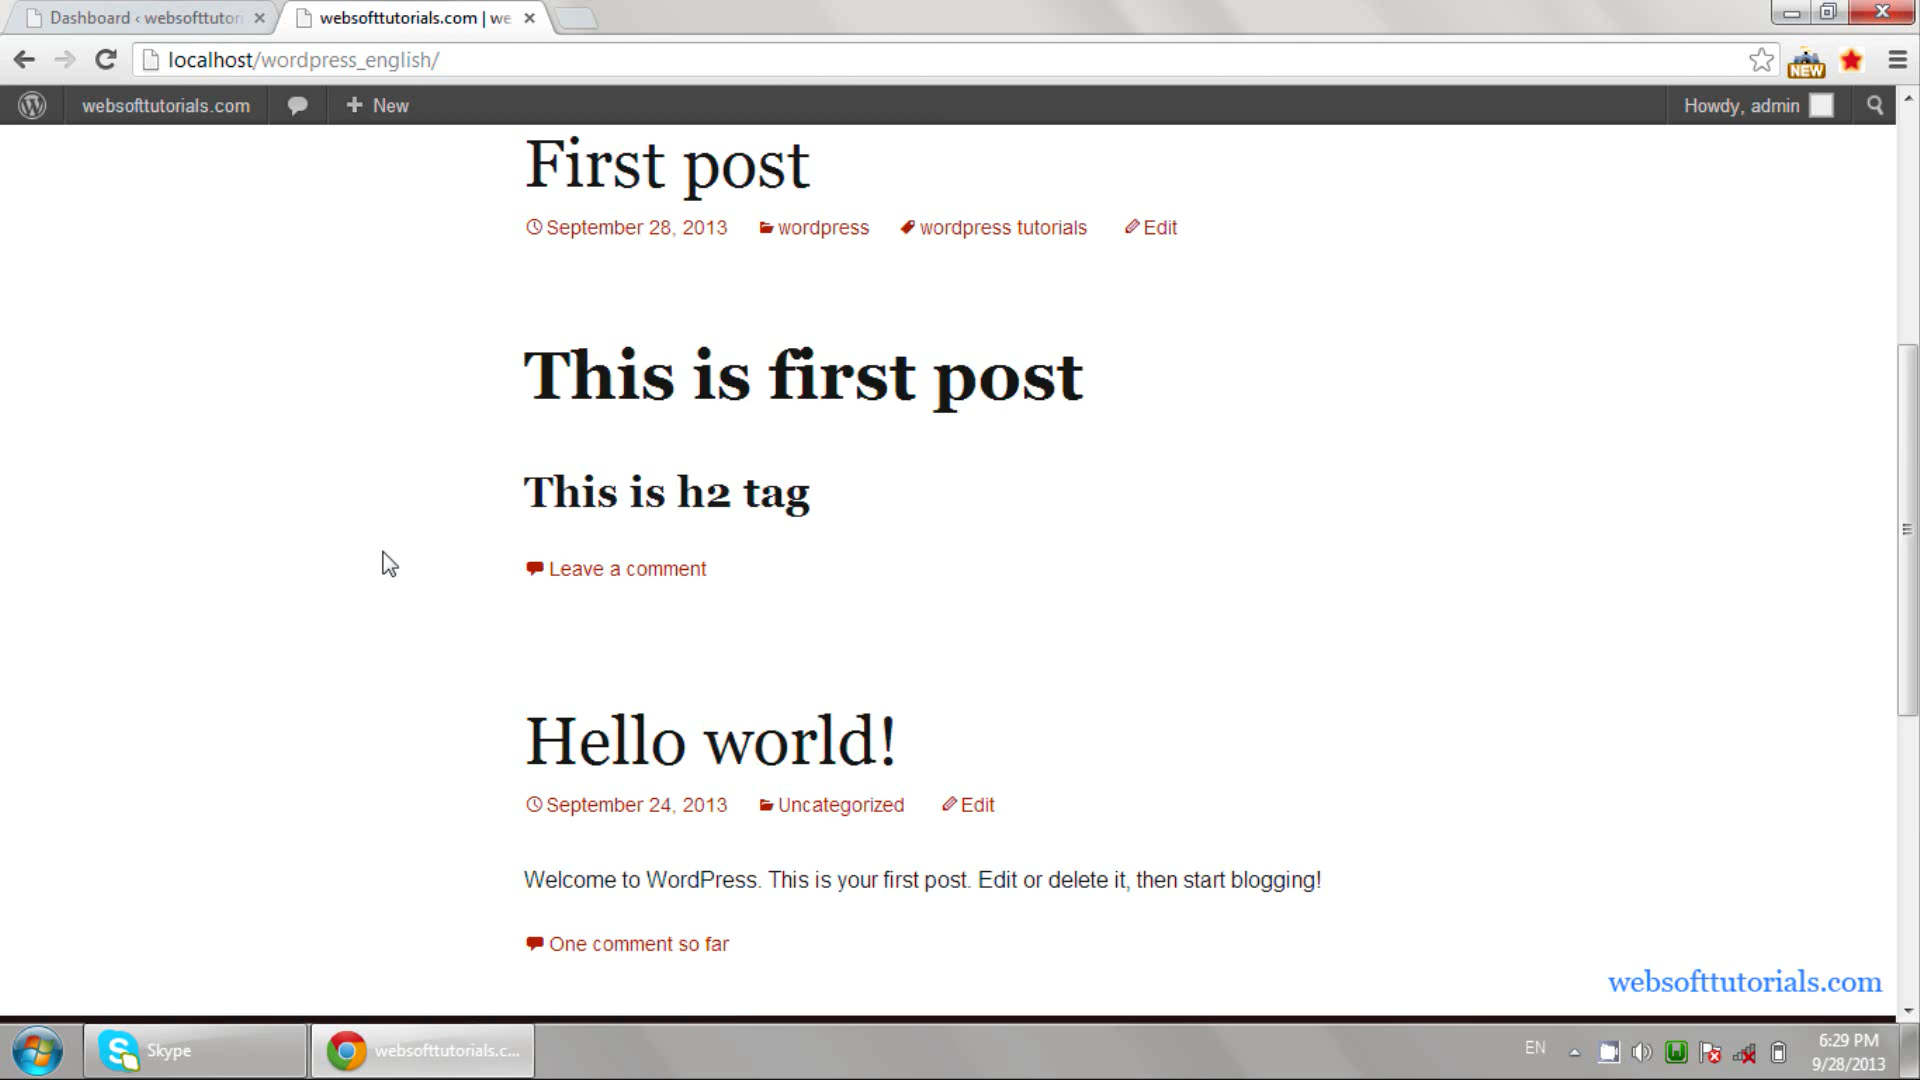 Dashboard ‹ websofttutori
websofttutorials.com | we
localhost/wordpress_english/
NEW
websofttutorials.com
New
Howdy, admin
First post
September 28, 2013 wordpress wordpress tutorials Edit
This is first post
This is h2 tag
Leave a comment
Hello world!
September 24, 2013 Uncategorized Edit
Welcome to WordPress. This is your first post. Edit or delete it, then start blogging!
One comment so far
websofttutorials.com
Skype
websofttutorials.c...
EN
6:29 PM
9/28/2013